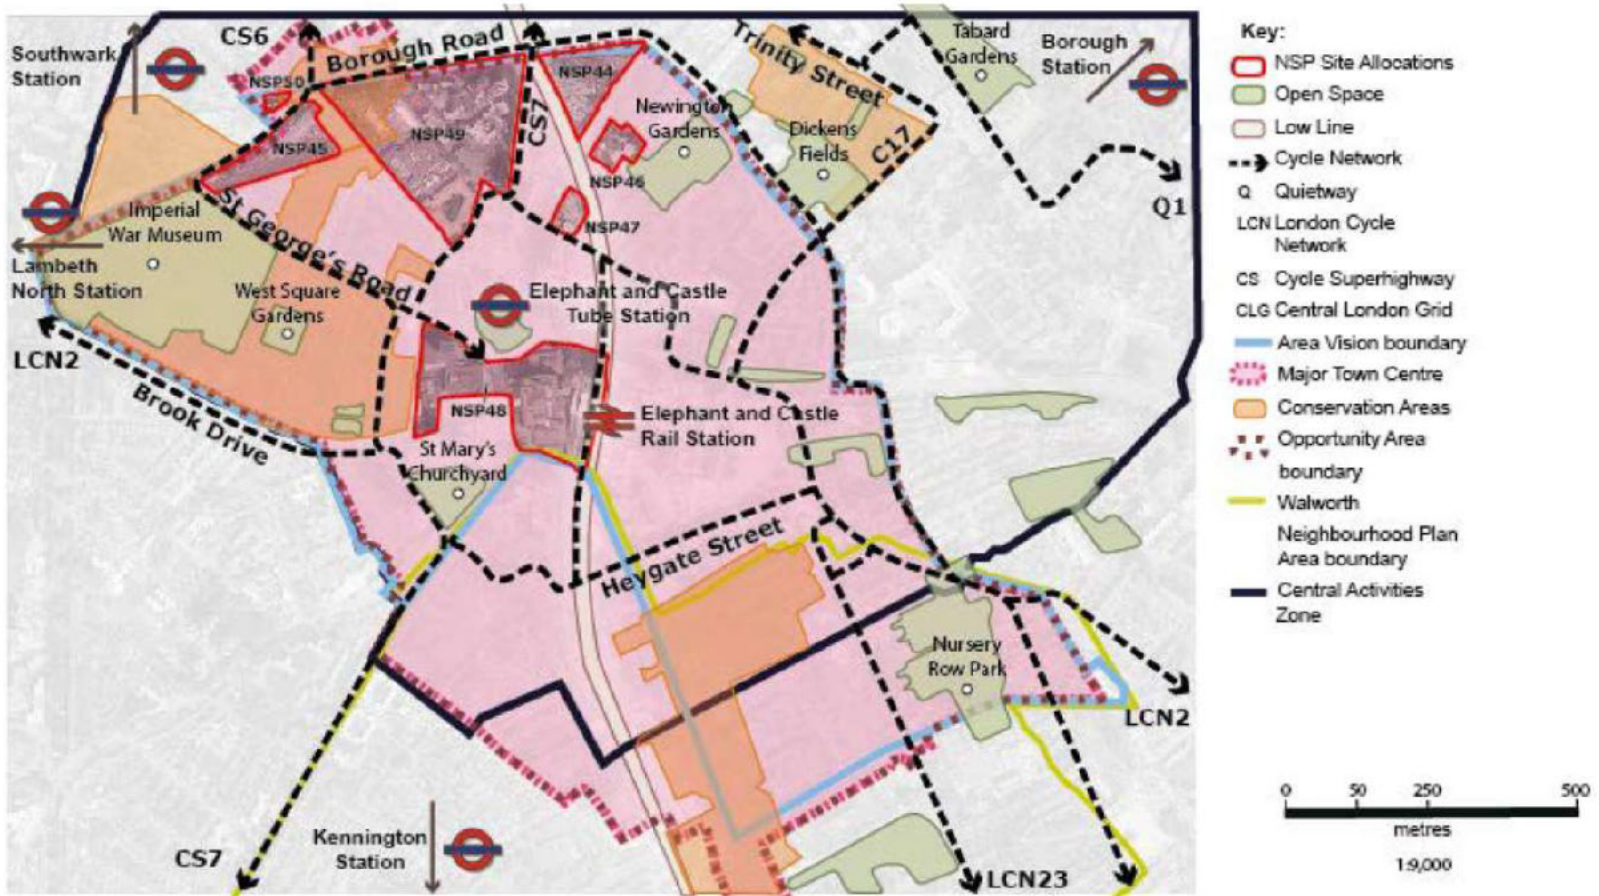 Southwark
Station
CS6
Borough Road
CS7
Trinity Street
Tabard
Gardens
Borough
Station
NSP50
NSP44
NSP49
NSP45
NSP46
NSP47
Newington
Gardens
Dickens
Fields
C17
Q1
Imperial
War Museum
St George's Road
Lambeth
North Station
West Square
Gardens
Elephant and Castle
Tube Station
LCN2
Brook Drive
NSP48
Elephant and Castle
Rail Station
St Mary's
Churchyard
Heygate Street
Nursery
Row Park
LCN2
CS7
Kennington
Station
LCN23
Key:
NSP Site Allocations
Open Space
Low Line
Cycle Network
Q Quietway
LCN London Cycle
Network
CS Cycle Superhighway
CLG Central London Grid
Area Vision boundary
Major Town Centre
Conservation Areas
Opportunity Area
boundary
Walworth
Neighbourhood Plan
Area boundary
Central Activities
Zone
0 50 250 500
metres
1:9,000